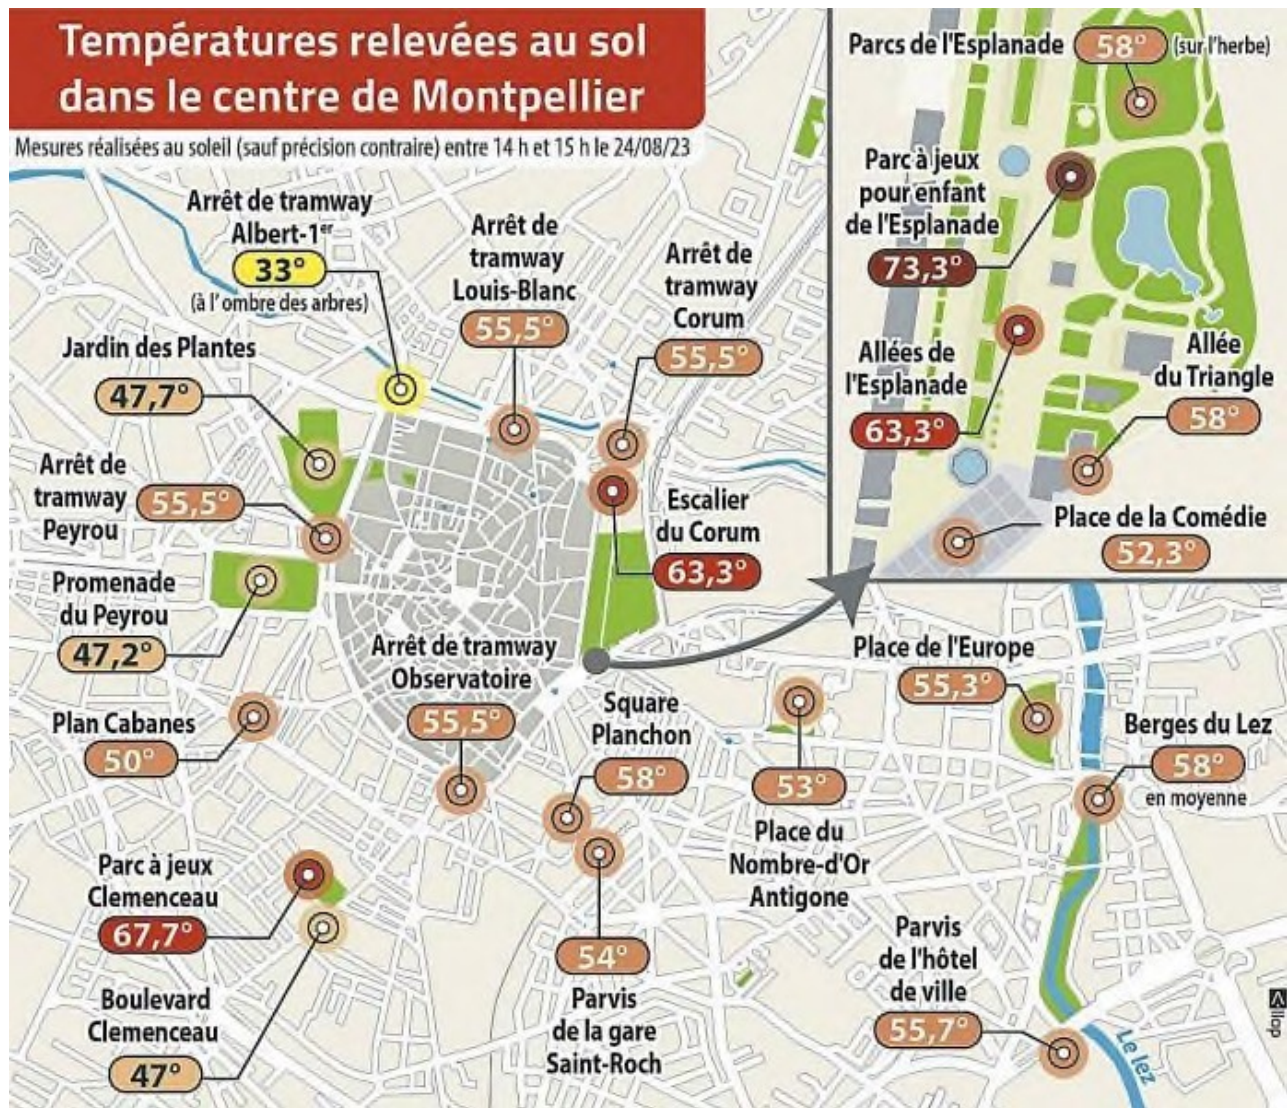 Températures relevées au sol
dans le centre de Montpellier
Mesures réalisées au soleil (sauf précision contraire) entre 14 h et 15 h le 24/08/23
Arrêt de tramway
Albert-1er
33°
(à l'ombre des arbres)
Arrêt de
tramway
Louis-Blanc
55,5°
Arrêt de
tramway
Corum
55,5°
Jardin des Plantes
47,7°
Arrêt de
tramway
Peyrou
55,5°
Escalier
du Corum
63,3°
Promenade
du Peyrou
47,2°
Arrêt de tramway
Observatoire
55,5°
Plan Cabanes
50°
Square
Planchon
58°
53°
Place du
Nombre-d'Or
Antigone
Place de l'Europe
55,3°
Berges du Lez
58°
en moyenne
Parc à jeux
Clemenceau
67,7°
Boulevard
Clemenceau
47°
54°
Parvis
de la gare
Saint-Roch
Parvis
de l'hôtel
de ville
55,7°
Le lez
Allop
Parcs de l'Esplanade 58° (sur l'herbe)
Parc à jeux
pour enfant
de l'Esplanade
73,3°
Allées de
l'Esplanade
63,3°
Allée
du Triangle
58°
Place de la Comédie
52,3°